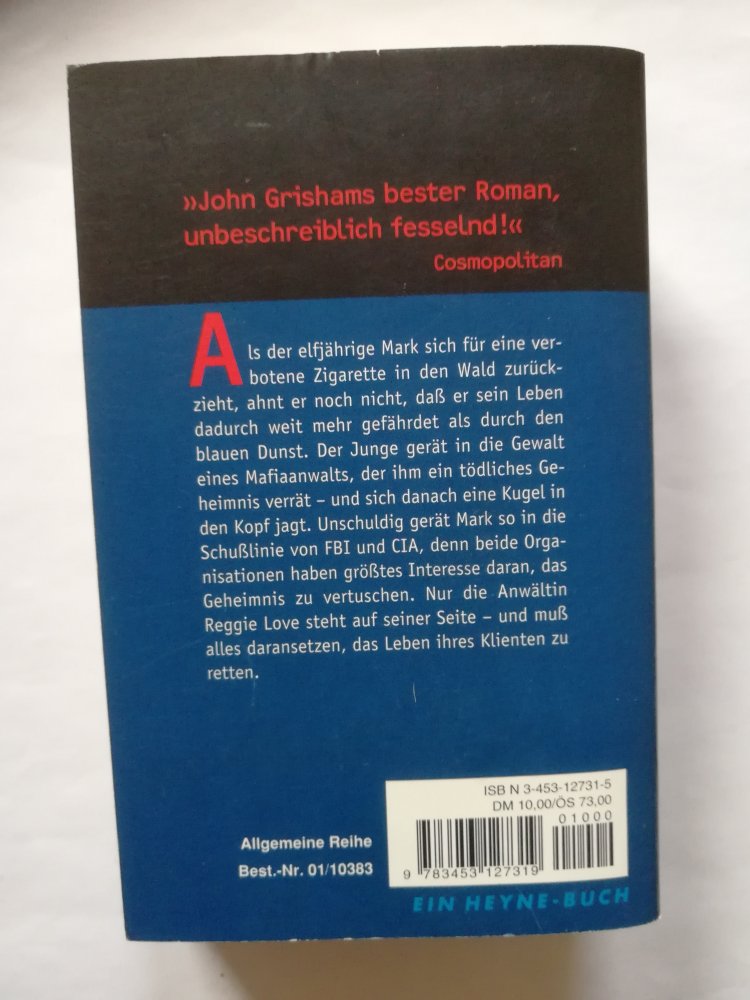 »John Grishams bester Roman,
unbeschreiblich fesselnd!«
Cosmopolitan
Als der elfjährige Mark sich für eine ver-
botene Zigarette in den Wald zurück-
zieht, ahnt er noch nicht, daß er sein Leben
dadurch weit mehr gefährdet als durch den
blauen Dunst. Der Junge gerät in die Gewalt
eines Mafiaanwalts, der ihm ein tödliches Ge-
heimnis verrät – und sich danach eine Kugel in
den Kopf jagt. Unschuldig gerät Mark so in die
Schußlinie von FBI und CIA, denn beide Orga-
nisationen haben größtes Interesse daran, das
Geheimnis zu vertuschen. Nur die Anwältin
Reggie Love steht auf seiner Seite – und muß
alles daransetzen, das Leben ihres Klienten zu
retten.
ISBN 3-453-12731-5
DM 10,00/ÖS 73,00
01000
9 783453 127319
Allgemeine Reihe
Best.-Nr. 01/10383
EIN HEYNE-BUCH